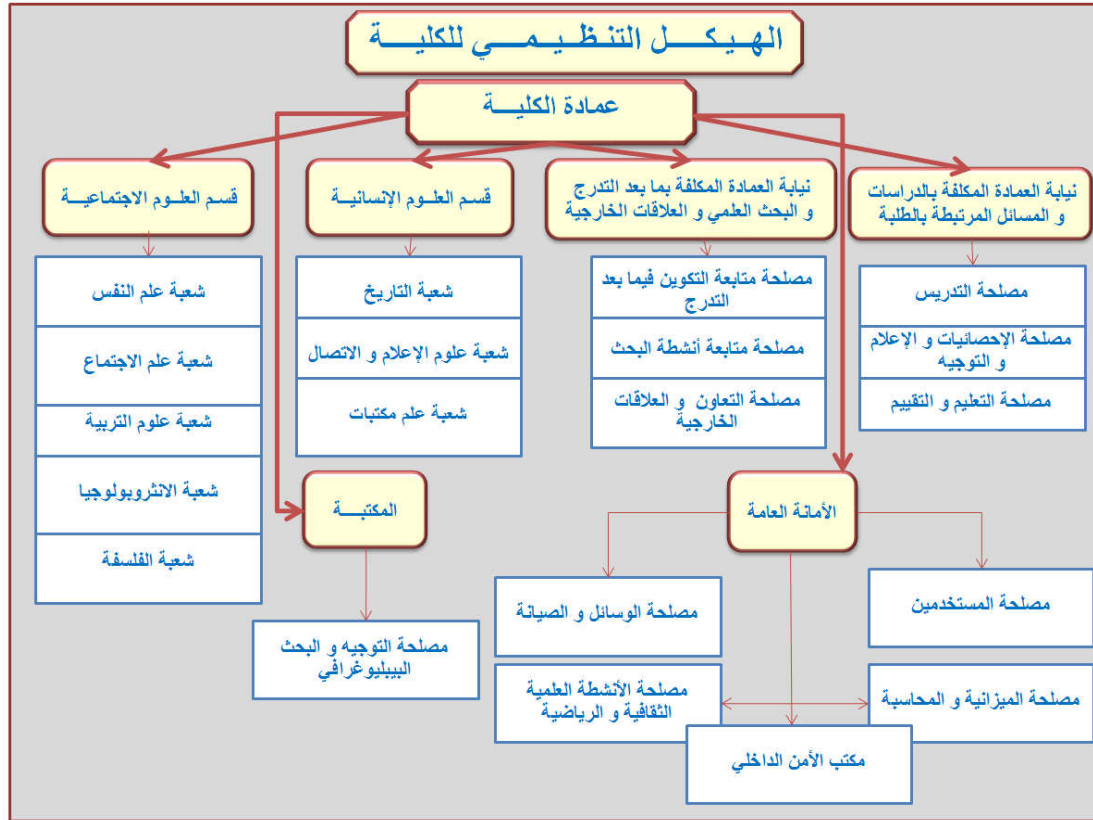 الهيكل التنظيمي للكلية
عمادة الكلية
نيابة العمادة المكلفة بالدراسات
و المسائل المرتبطة بالطلبة
نيابة العمادة المكلفة بما بعد التدرج
و البحث العلمي و العلاقات الخارجية
قسم العلوم الإنسانية
قسم العلوم الاجتماعية
مصلحة التدريس
مصلحة الإحصائيات و الإعلام
و التوجيه
مصلحة التعليم و التقييم
مصلحة متابعة التكوين فيما بعد
التدرج
مصلحة متابعة أنشطة البحث
مصلحة التعاون و العلاقات
الخارجية
شعبة التاريخ
شعبة علوم الإعلام و الاتصال
شعبة علم مكتبات
شعبة علم النفس
شعبة علم الاجتماع
شعبة علوم التربية
شعبة الانثروبولوجيا
شعبة الفلسفة
الأمانة العامة
المكتبة
مصلحة المستخدمين
مصلحة الوسائل و الصيانة
مصلحة الميزانية و المحاسبة
مصلحة الأنشطة العلمية
الثقافية و الرياضية
مكتب الأمن الداخلي
مصلحة التوجيه و البحث
البيبليوغرافي